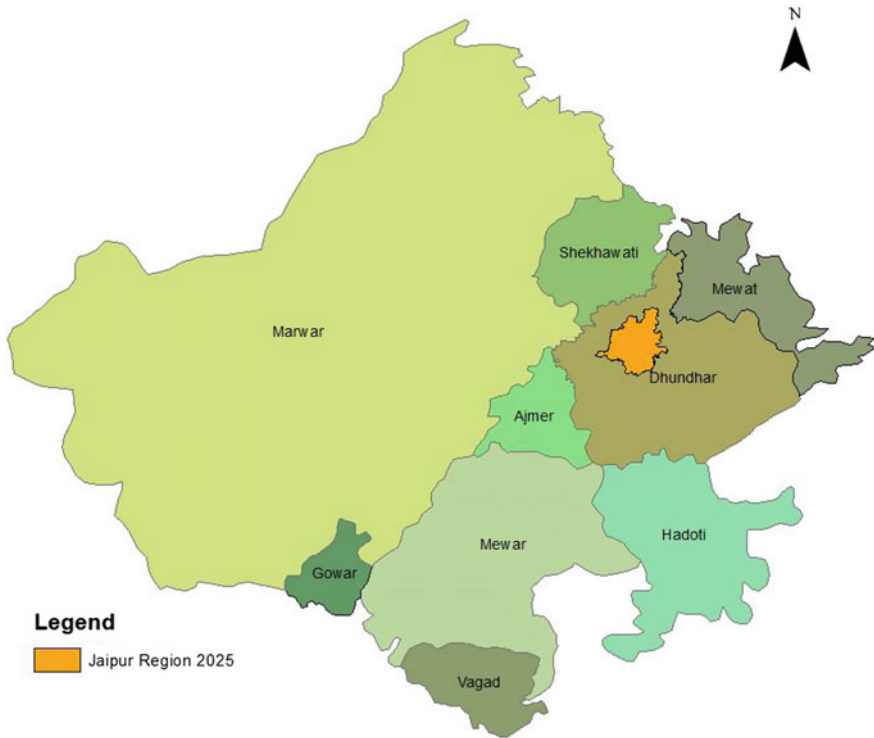 N
Shekhawati
Mewat
Marwar
Dhundhar
Ajmer
Hadoti
Mewar
Gowar
Legend
Jaipur Region 2025
Vagad